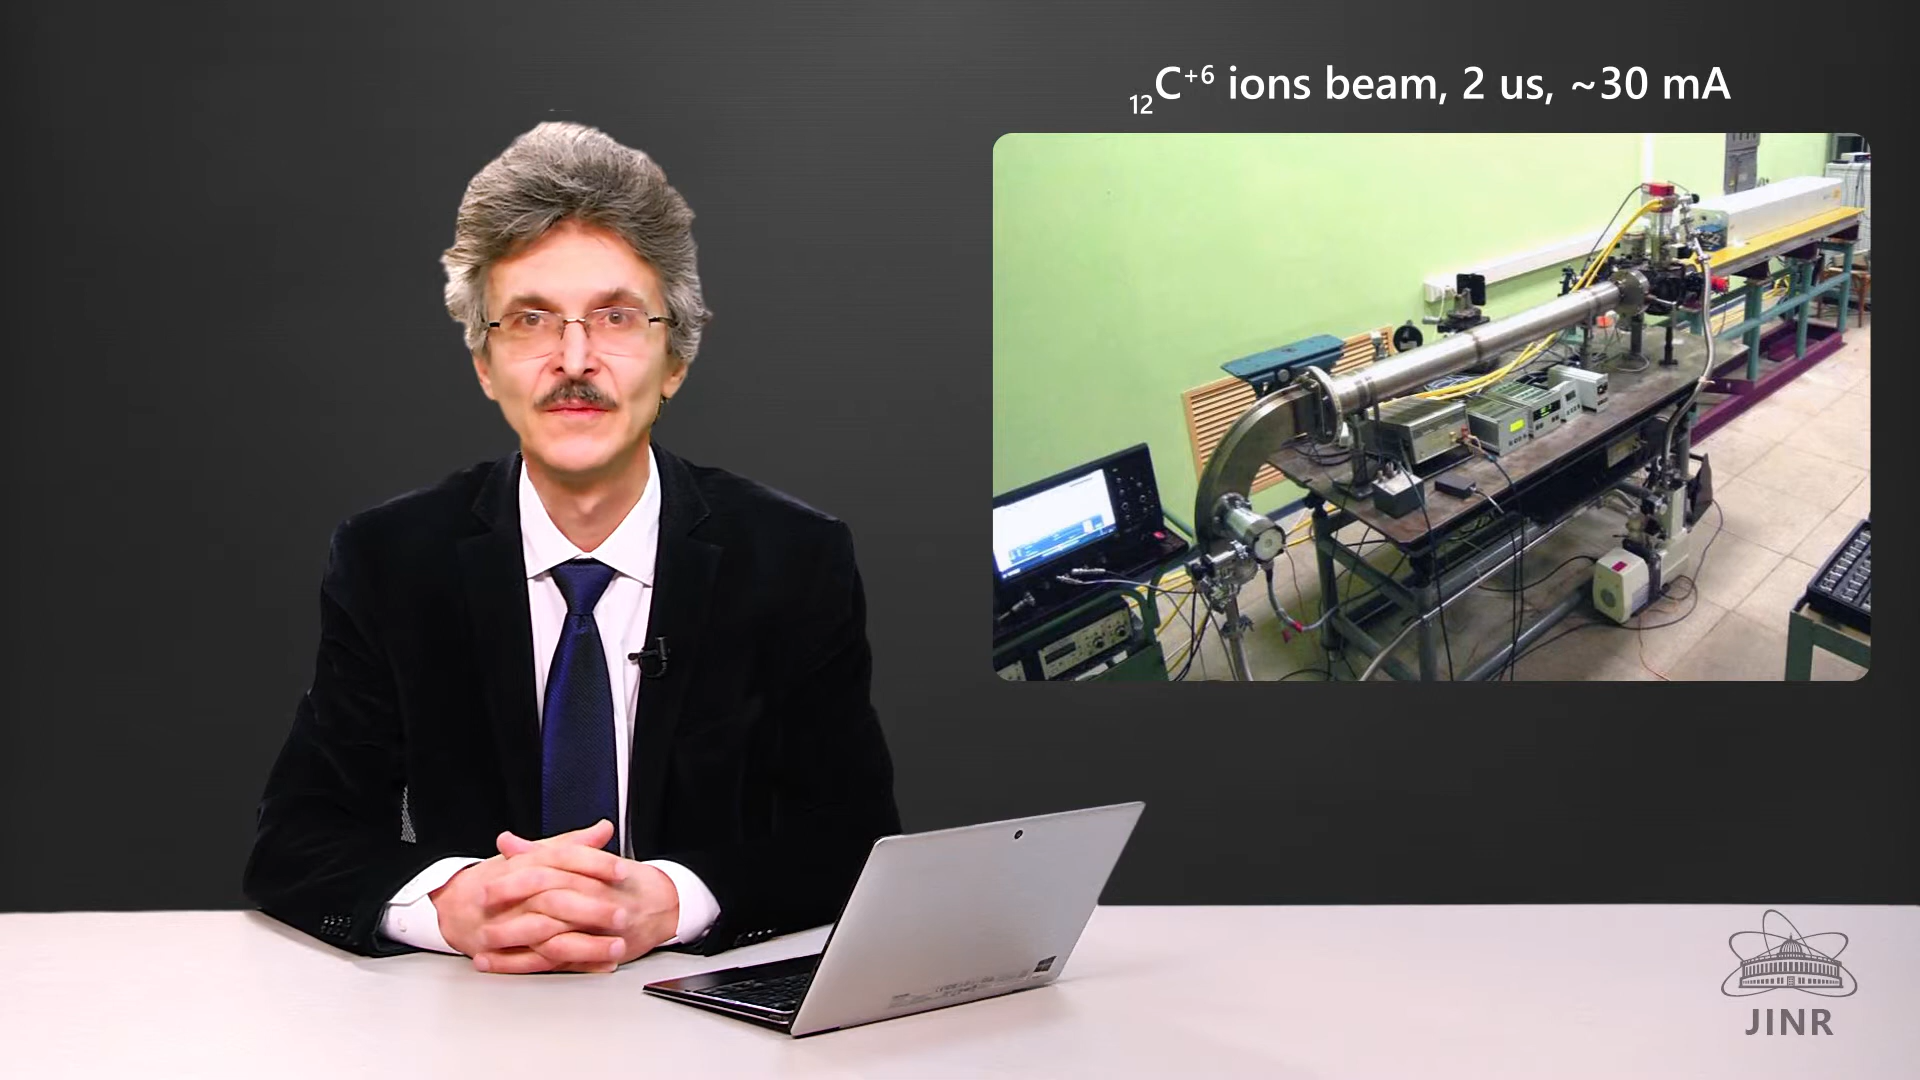 ₁₂C⁺⁶ ions beam, 2 us, ~30 mA
JINR